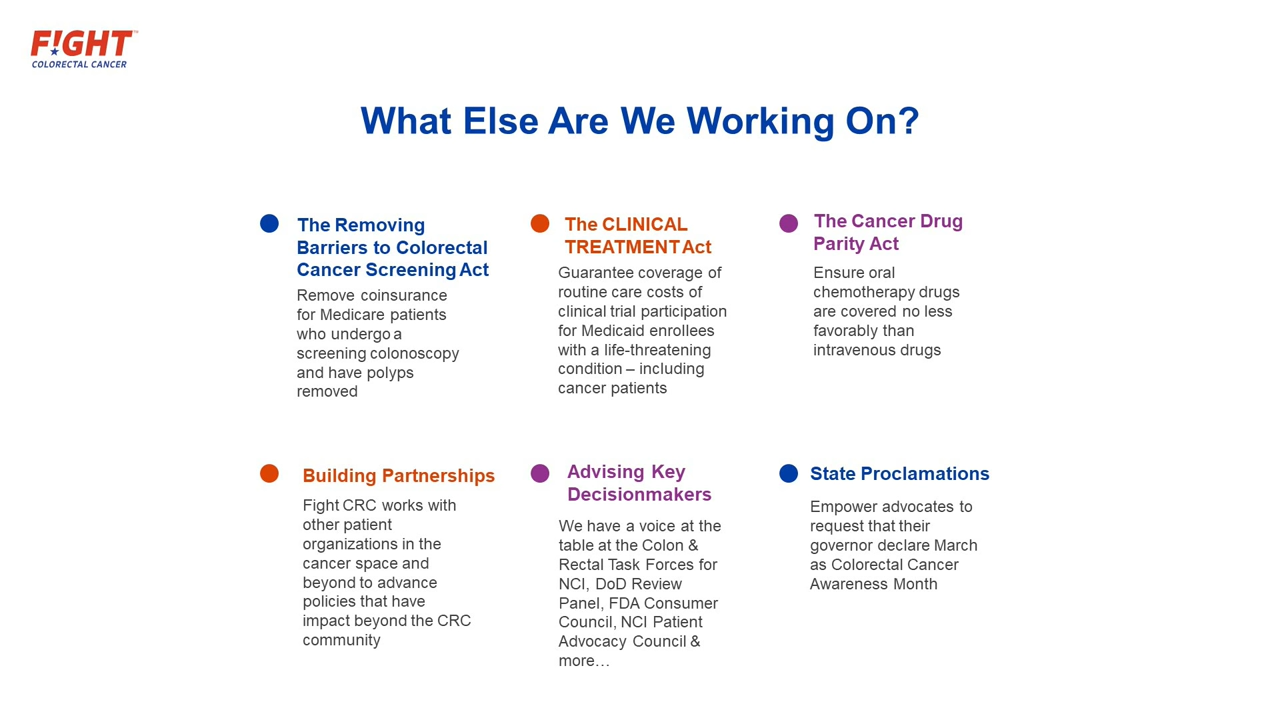 F!GHT™
COLORECTAL CANCER
What Else Are We Working On?
The Removing
Barriers to Colorectal
Cancer Screening Act
Remove coinsurance
for Medicare patients
who undergo a
screening colonoscopy
and have polyps
removed
The CLINICAL
TREATMENT Act
Guarantee coverage of
routine care costs of
clinical trial participation
for Medicaid enrollees
with a life-threatening
condition – including
cancer patients
The Cancer Drug
Parity Act
Ensure oral
chemotherapy drugs
are covered no less
favorably than
intravenous drugs
Building Partnerships
Fight CRC works with
other patient
organizations in the
cancer space and
beyond to advance
policies that have
impact beyond the CRC
community
Advising Key
Decisionmakers
We have a voice at the
table at the Colon &
Rectal Task Forces for
NCI, DoD Review
Panel, FDA Consumer
Council, NCI Patient
Advocacy Council &
more…
State Proclamations
Empower advocates to
request that their
governor declare March
as Colorectal Cancer
Awareness Month